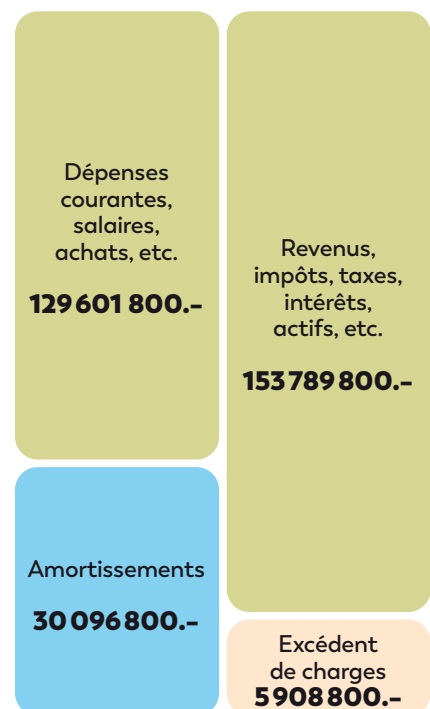 Dépenses
courantes,
salaires,
achats, etc.
129 601 800.–
Amortissements
30 096 800.–
Revenus,
impôts, taxes,
intérêts,
actifs, etc.
153 789 800.–
Excédent
de charges
5 908 800.–